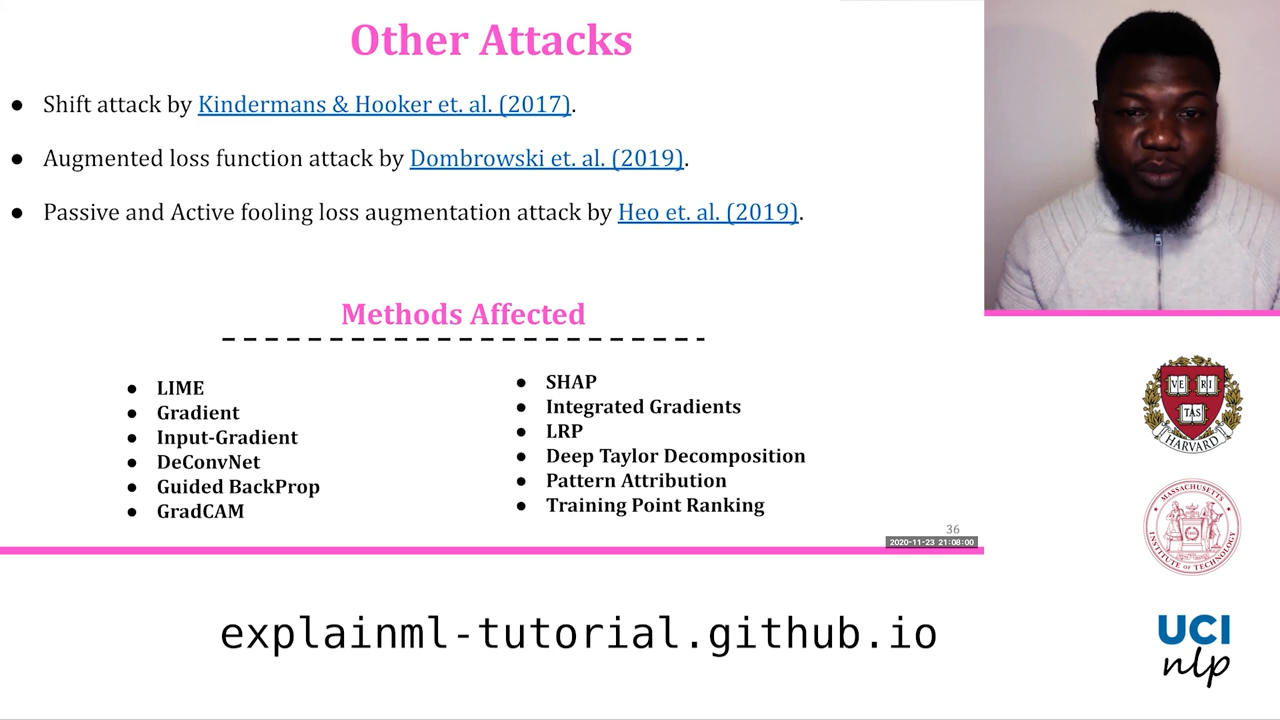 Other Attacks
● Shift attack by Kindermans & Hooker et. al. (2017).
● Augmented loss function attack by Dombrowski et. al. (2019).
● Passive and Active fooling loss augmentation attack by Heo et. al. (2019).
Methods Affected
● LIME
● Gradient
● Input-Gradient
● DeConvNet
● Guided BackProp
● GradCAM
● SHAP
● Integrated Gradients
● LRP
● Deep Taylor Decomposition
● Pattern Attribution
● Training Point Ranking
36
2020-11-23 21:08:00
explainml-tutorial.github.io
VE RI
TAS
HARVARD
MASSACHUSETTS
INSTITUTE OF TECHNOLOGY
UCI
nlp